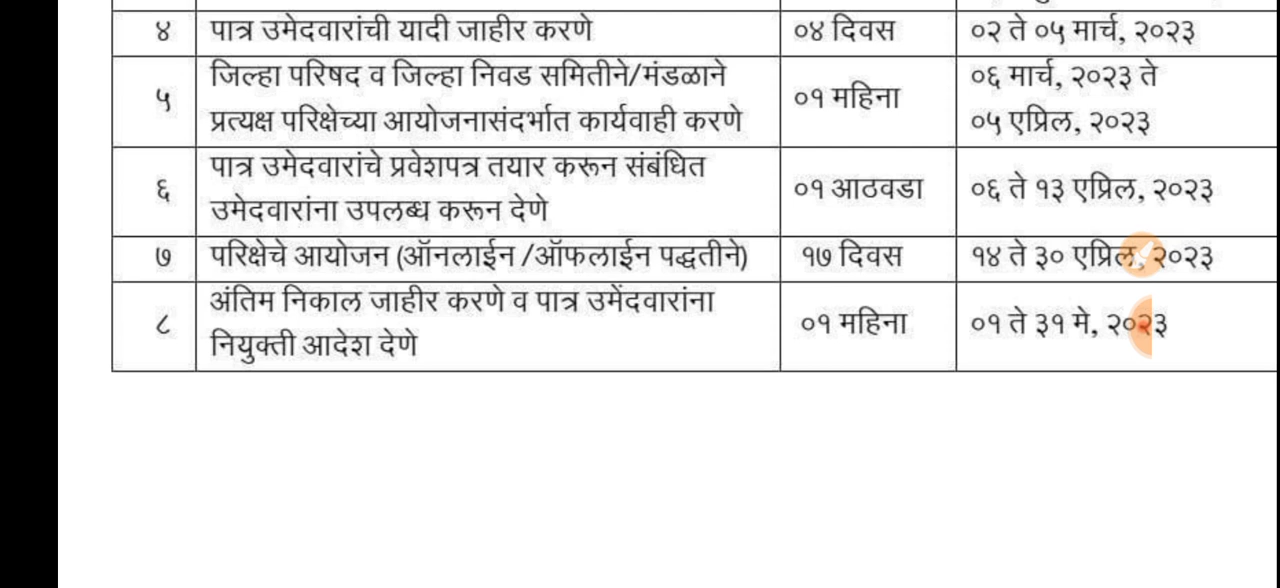 ४ पात्र उमेदवारांची यादी जाहीर करणे ०४ दिवस ०२ ते ०५ मार्च, २०२३
जिल्हा परिषद व जिल्हा निवड समितीने/मंडळाने ०६ मार्च, २०२३ ते
५ ०१ महिना
प्रत्यक्ष परिक्षेच्या आयोजनासंदर्भात कार्यवाही करणे ०५ एप्रिल, २०२३
पात्र उमेदवारांचे प्रवेशपत्र तयार करून संबंधित
६ ०१ आठवडा ०६ ते १३ एप्रिल, २०२३
उमेदवारांना उपलब्ध करून देणे
७ परिक्षेचे आयोजन (ऑनलाईन /ऑफलाईन पद्धतीने) १७ दिवस १४ ते ३० एप्रिल, २०२३
अंतिम निकाल जाहीर करणे व पात्र उमेंदवारांना
८ ०१ महिना ०१ ते ३१ मे, २०२३
नियुक्ती आदेश देणे